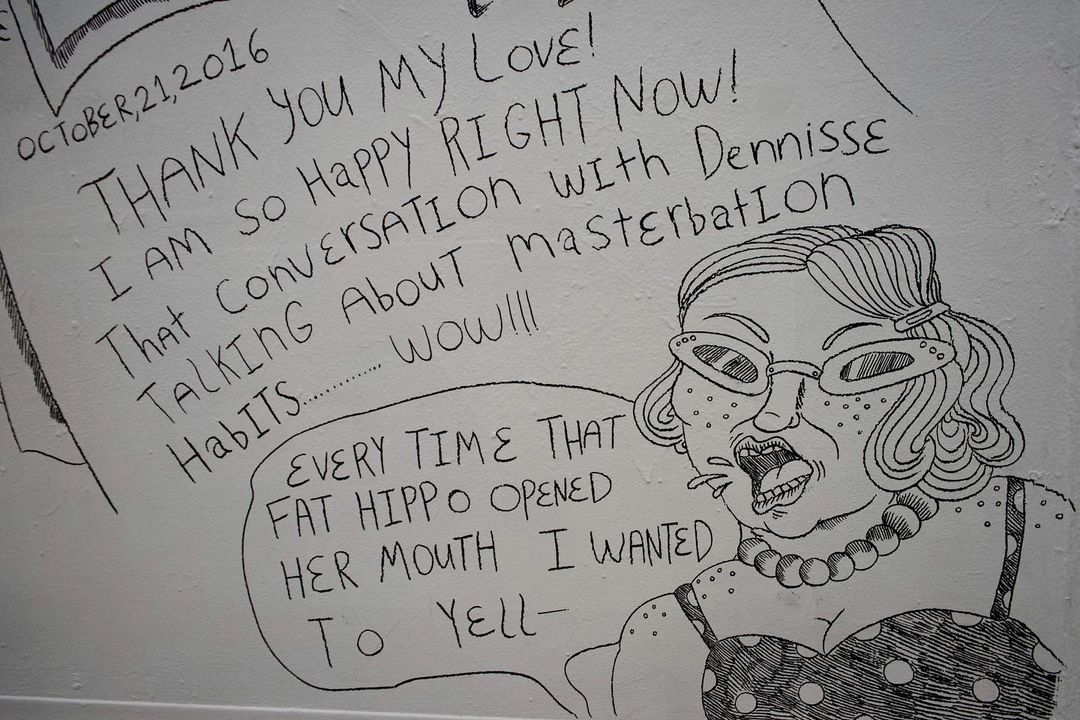 OCTOBER,21,2016
THANK YOU MY LOVE!
I AM SO HAPPY RIGHT NOW!
THAT CONVERSATION WITH DENNISSE
TALKING ABOUT MASTERBATION
HABITS............ WOW!!!
EVERY TIME THAT
FAT HIPPO OPENED
HER MOUTH I WANTED
TO YELL—